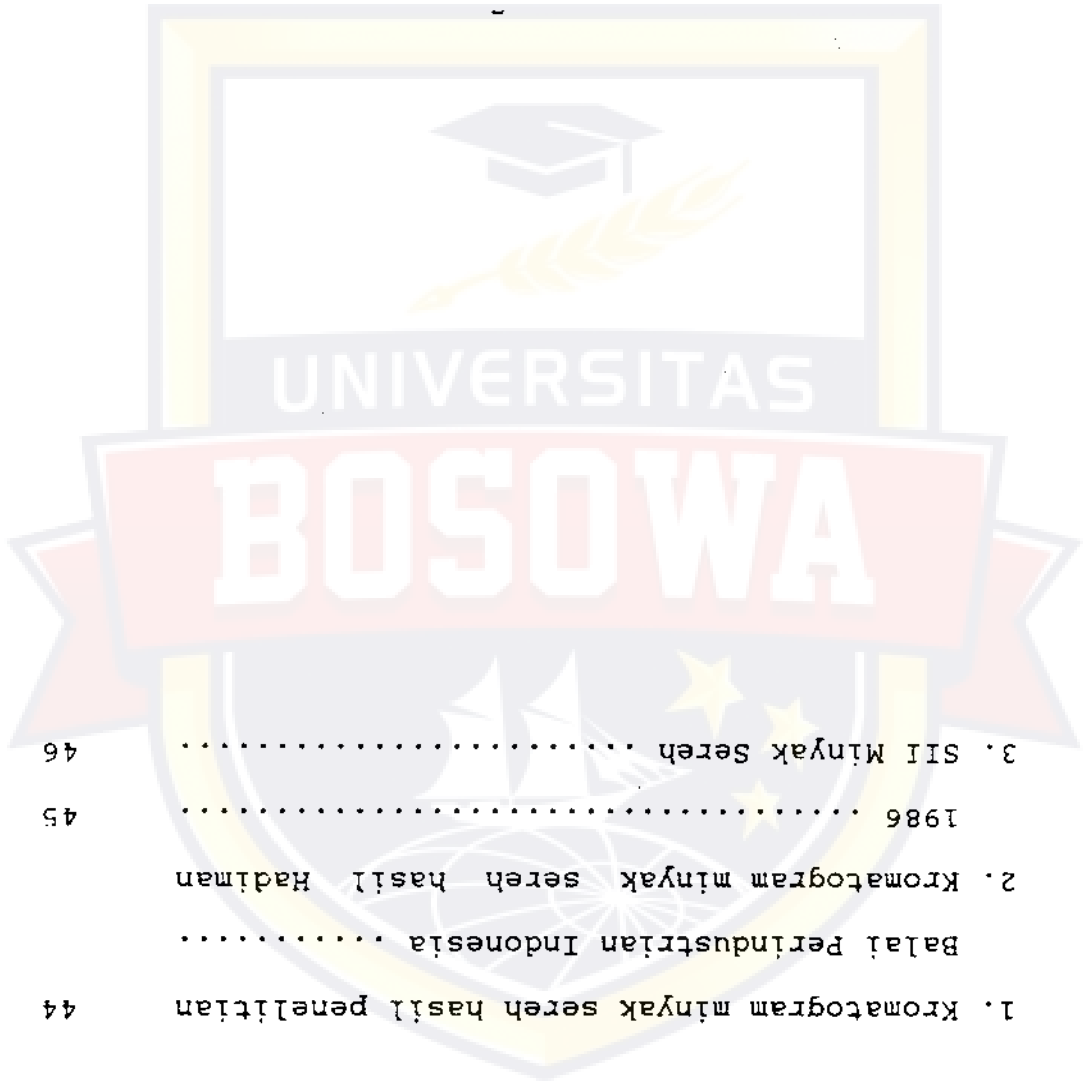 1. Kromatogram minyak sereh hasil penelitian 44
Balai Perindustrian Indonesia ............
2. Kromatogram minyak sereh hasil Hadiman
1986 .................................... 45
3. SII Minyak Sereh ........................ 46
UNIVERSITAS
BOSOWA